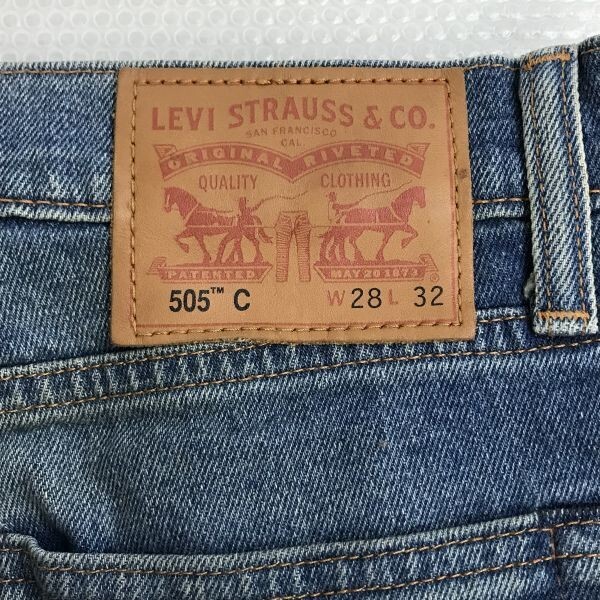 LEVI STRAUSS & CO.
SAN FRANCISCO
CAL.
ORIGINAL RIVETED
QUALITY CLOTHING
PATENTED MAY 20 1873
505™ C W 28 L 32